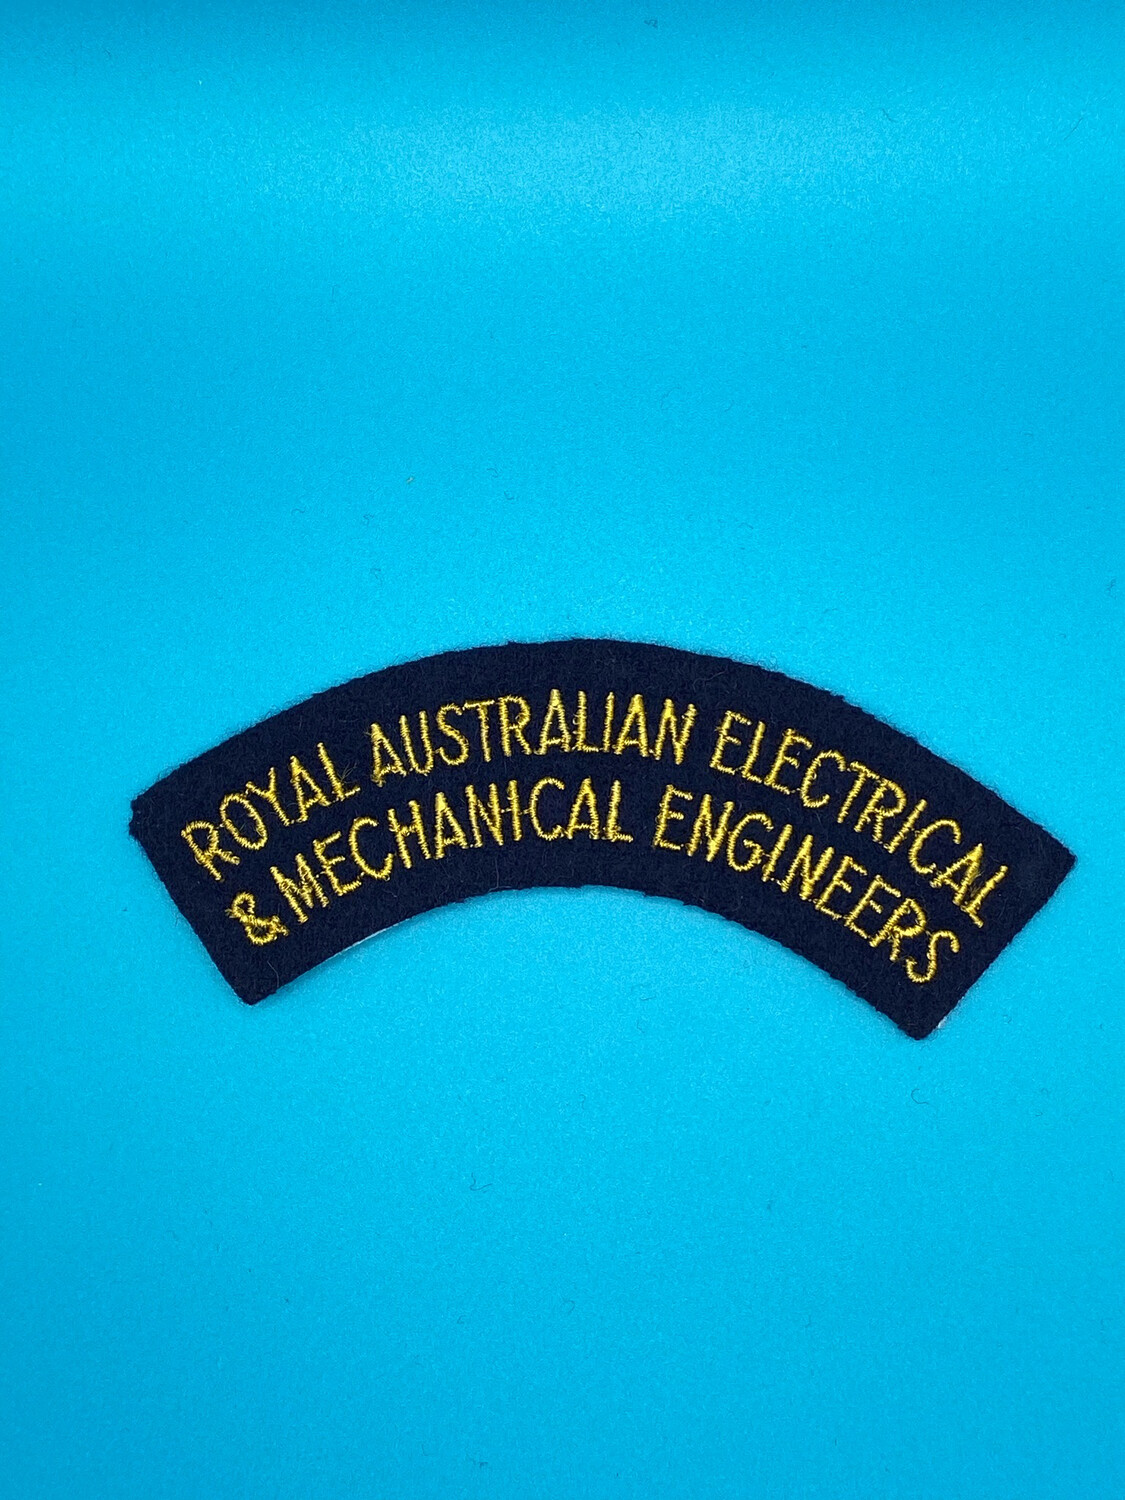 ROYAL AUSTRALIAN ELECTRICAL
& MECHANICAL ENGINEERS